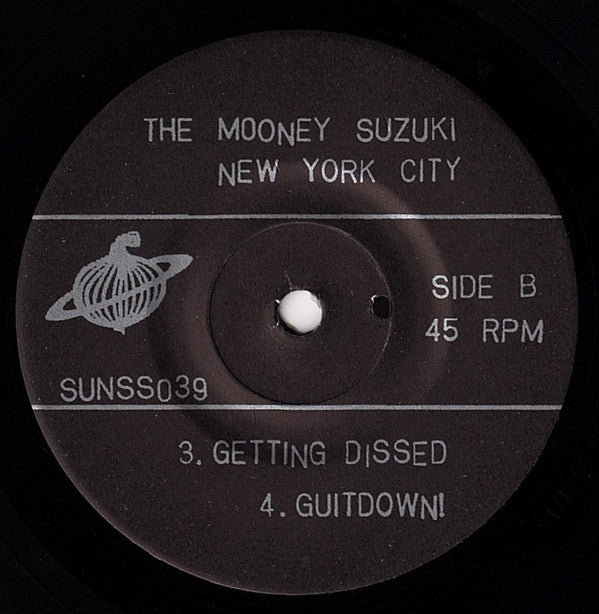 THE MOONEY SUZUKI
NEW YORK CITY
SIDE B
45 RPM
SUNSS039
3. GETTING DISSED
4. GUITDOWN!